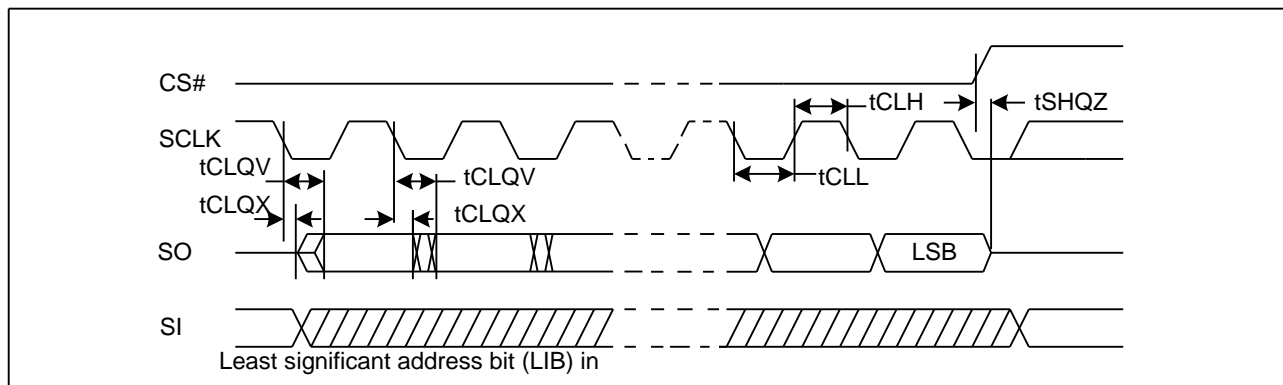 CS#
tCLH
tSHQZ
SCLK
tCLQV
tCLQV
tCLL
tCLQX
tCLQX
SO
LSB
SI
Least significant address bit (LIB) in